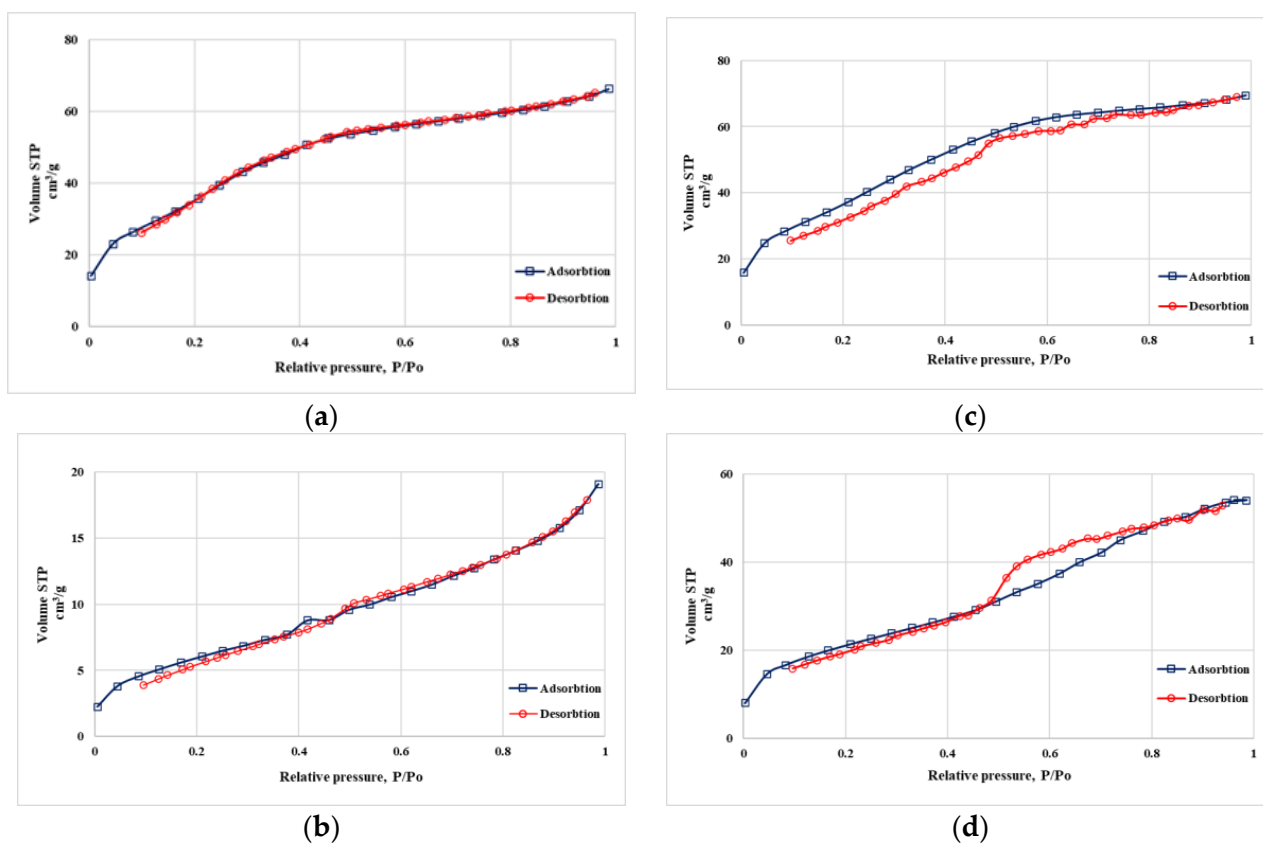 80
60
40
20
0
Volume STP
cm³/g
Adsorbtion
Desorbtion
0 0.2 0.4 0.6 0.8 1
Relative pressure, P/Po
(a)
80
60
40
20
0
Volume STP
cm³/g
Adsorbtion
Desorbtion
0 0.2 0.4 0.6 0.8 1
Relative pressure, P/Po
(c)
20
15
10
5
0
Volume STP
cm³/g
Adsorbtion
Desorbtion
0 0.2 0.4 0.6 0.8 1
Relative pressure, P/Po
(b)
60
40
20
0
Volume STP
cm³/g
Adsorbtion
Desorbtion
0 0.2 0.4 0.6 0.8 1
Relative pressure, P/Po
(d)